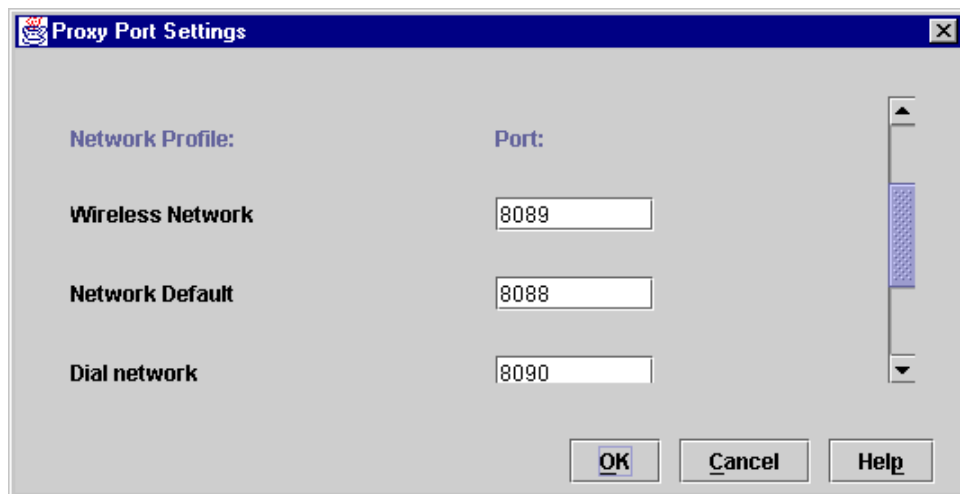 Proxy Port Settings
Network Profile: Port:
Wireless Network 8089
Network Default 8088
Dial network 8090
OK Cancel Help